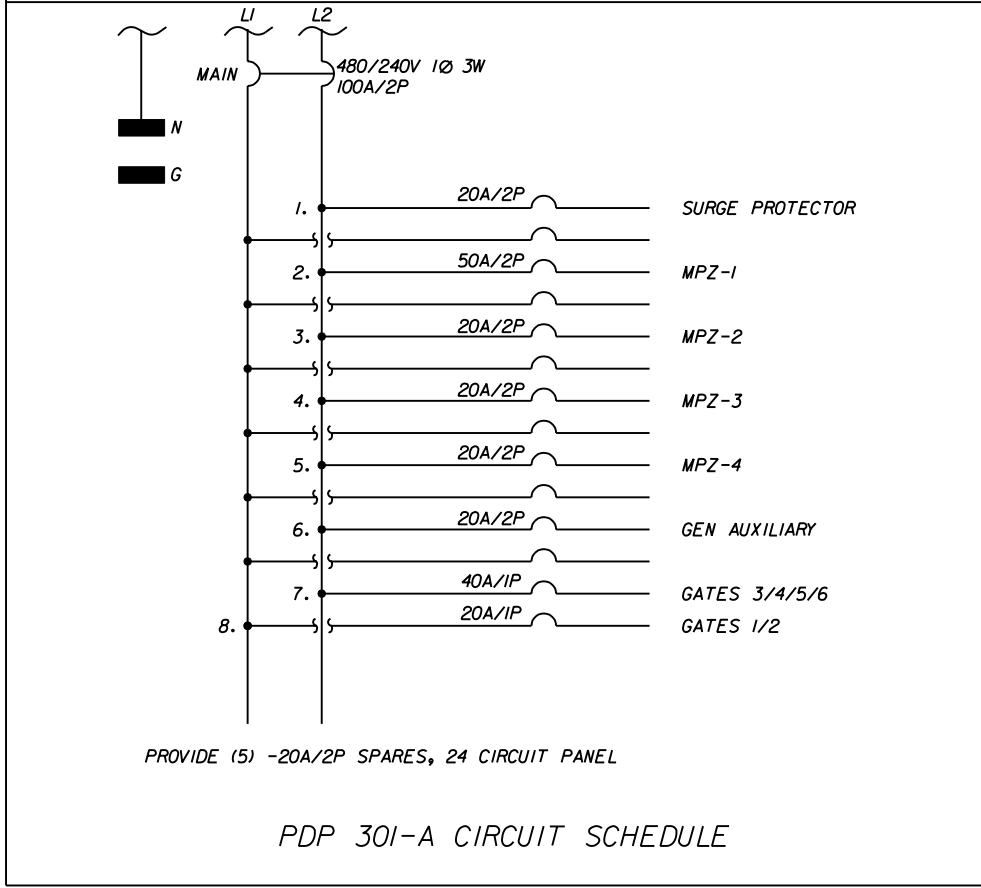 L1 L2
MAIN
480/240V 1Ø 3W
100A/2P
N
G
1. 20A/2P SURGE PROTECTOR
2. 50A/2P MPZ-1
3. 20A/2P MPZ-2
4. 20A/2P MPZ-3
5. 20A/2P MPZ-4
6. 20A/2P GEN AUXILIARY
7. 40A/1P GATES 3/4/5/6
8. 20A/1P GATES 1/2
PROVIDE (5) -20A/2P SPARES, 24 CIRCUIT PANEL
PDP 301-A CIRCUIT SCHEDULE